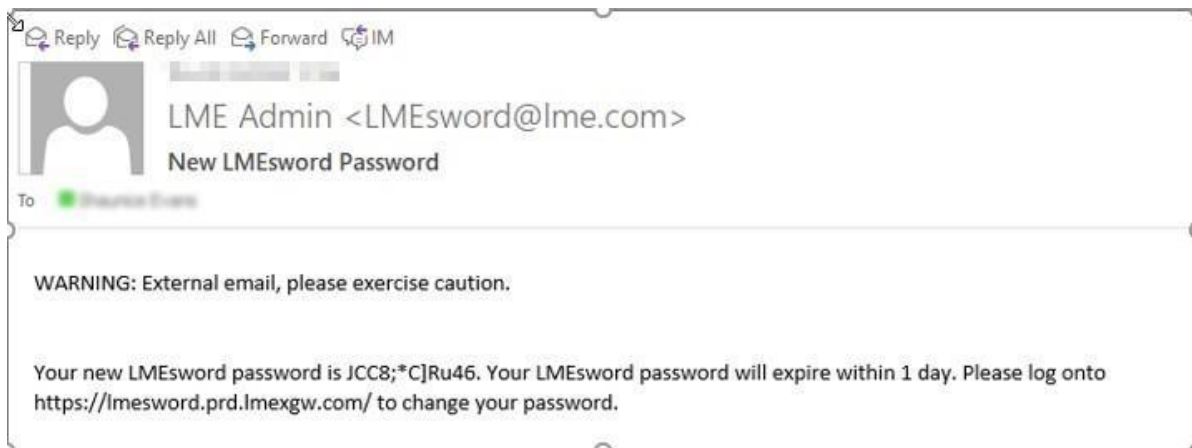 Reply Reply All Forward IM
LME Admin <LMEsword@lme.com>
New LMEsword Password
To
WARNING: External email, please exercise caution.
Your new LMEsword password is JCC8;*C]Ru46. Your LMEsword password will expire within 1 day. Please log onto
https://lmesword.prd.lmexgw.com/ to change your password.